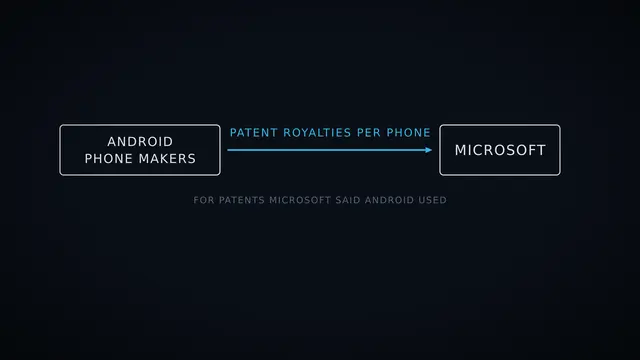 ANDROID
PHONE MAKERS
PATENT ROYALTIES PER PHONE
MICROSOFT
FOR PATENTS MICROSOFT SAID ANDROID USED